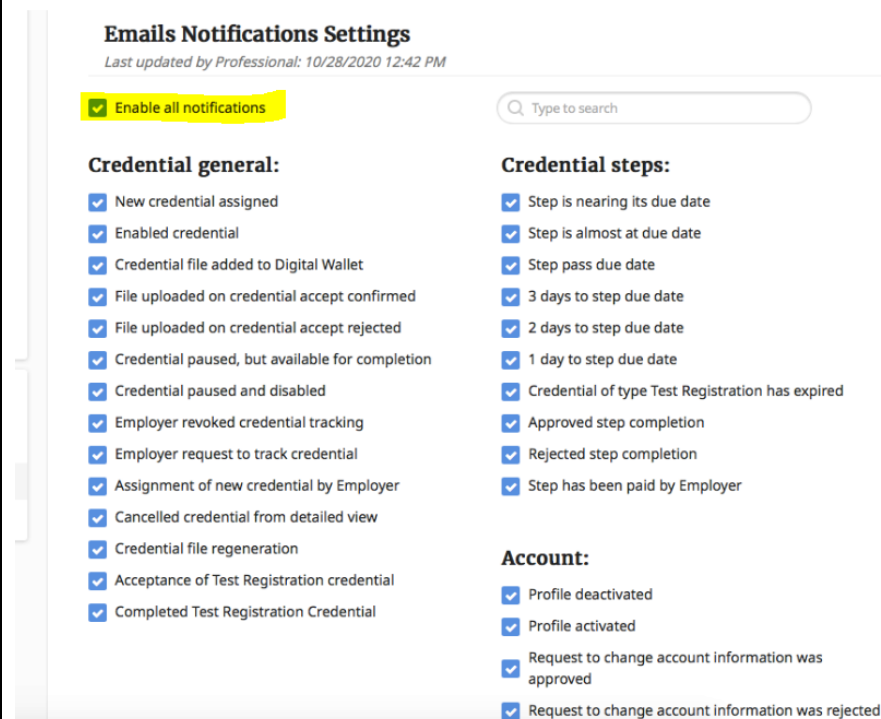 Emails Notifications Settings
Last updated by Professional: 10/28/2020 12:42 PM
Enable all notifications
Type to search
Credential general:
New credential assigned
Enabled credential
Credential file added to Digital Wallet
File uploaded on credential accept confirmed
File uploaded on credential accept rejected
Credential paused, but available for completion
Credential paused and disabled
Employer revoked credential tracking
Employer request to track credential
Assignment of new credential by Employer
Cancelled credential from detailed view
Credential file regeneration
Acceptance of Test Registration credential
Completed Test Registration Credential
Credential steps:
Step is nearing its due date
Step is almost at due date
Step pass due date
3 days to step due date
2 days to step due date
1 day to step due date
Credential of type Test Registration has expired
Approved step completion
Rejected step completion
Step has been paid by Employer
Account:
Profile deactivated
Profile activated
Request to change account information was
approved
Request to change account information was rejected